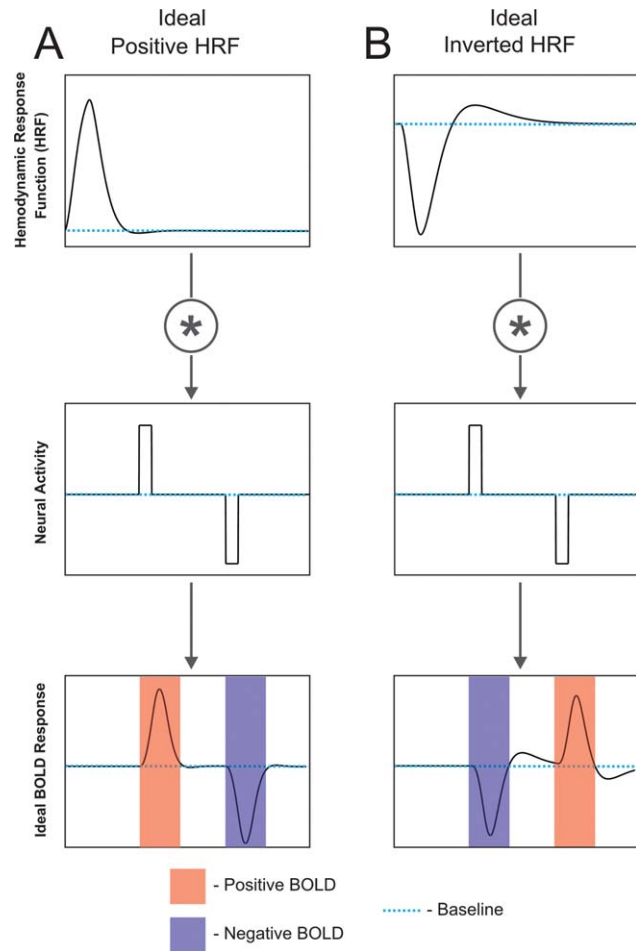 A
Ideal
Positive HRF
B
Ideal
Inverted HRF
Hemodynamic Response
Function (HRF)
*
*
Neural Activity
Ideal BOLD Response
- Positive BOLD
- Negative BOLD
- Baseline